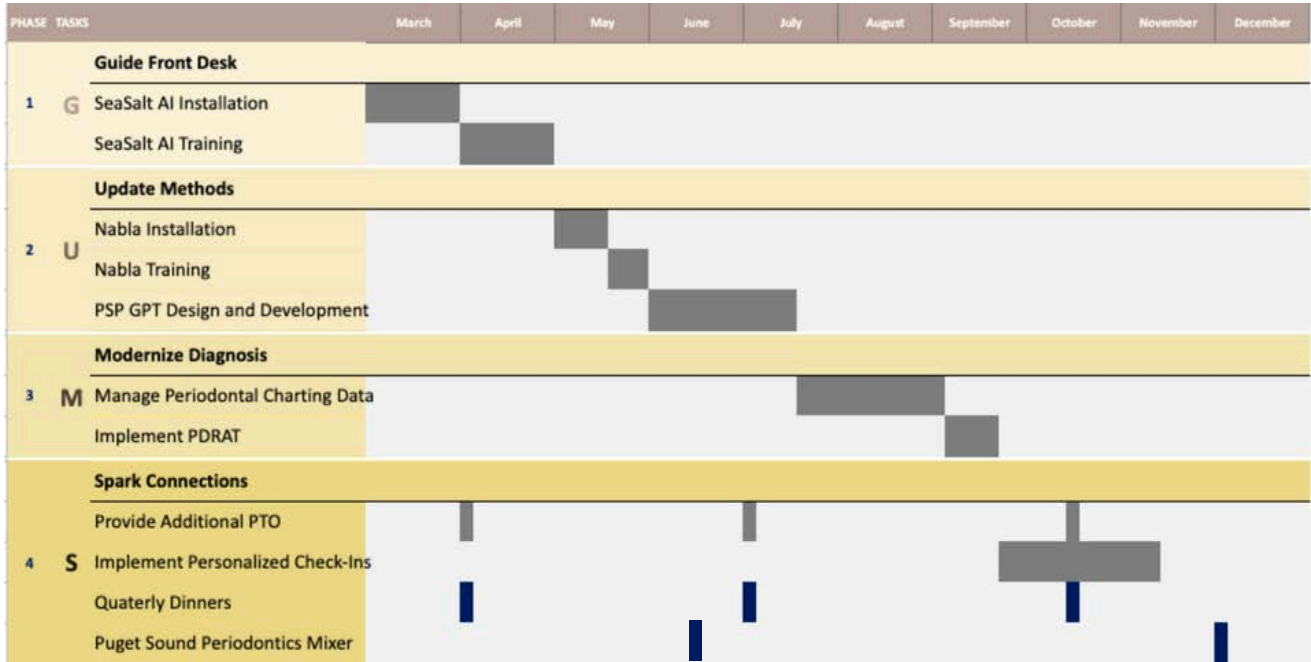 PHASE TASKS March April May June July August September October November December
Guide Front Desk
1 G SeaSalt AI Installation
SeaSalt AI Training
Update Methods
Nabla Installation
2 U
Nabla Training
PSP GPT Design and Development
Modernize Diagnosis
3 M Manage Periodontal Charting Data
Implement PDRAT
Spark Connections
Provide Additional PTO
4 S Implement Personalized Check-Ins
Quaterly Dinners
Puget Sound Periodontics Mixer